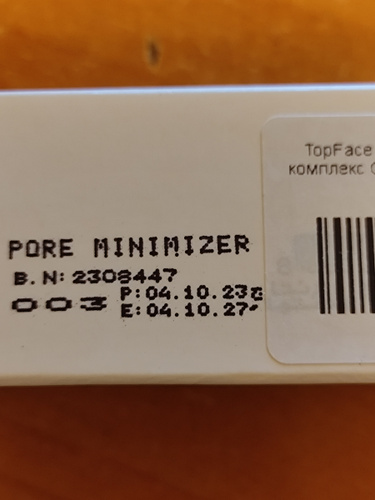 TopFace
комплекс
PORE MINIMIZER
B.N: 2308447
003 P:04.10.23
E:04.10.27